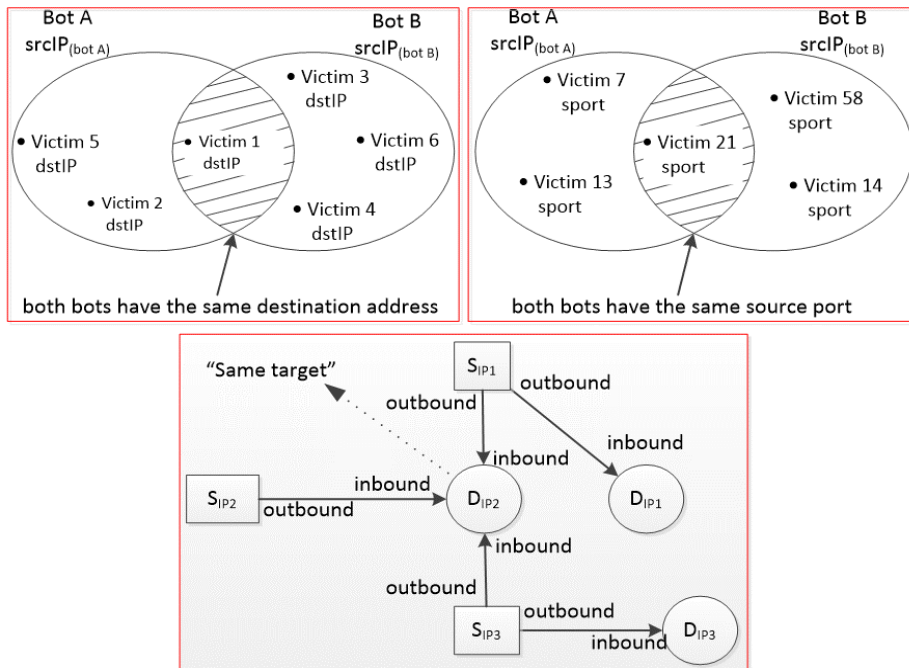 Bot A
srcIP(bot A)
Bot B
srcIP(bot B)
• Victim 3
dstIP
• Victim 5
dstIP
• Victim 1
dstIP
• Victim 6
dstIP
• Victim 2
dstIP
• Victim 4
dstIP
both bots have the same destination address
Bot A
srcIP(bot A)
Bot B
srcIP(bot B)
• Victim 7
sport
• Victim 58
sport
• Victim 21
sport
• Victim 13
sport
• Victim 14
sport
both bots have the same source port
“Same target”
SIP1
outbound
outbound
inbound
inbound
inbound
SIP2
outbound
DIP2
DIP1
inbound
outbound
SIP3
outbound
inbound
DIP3